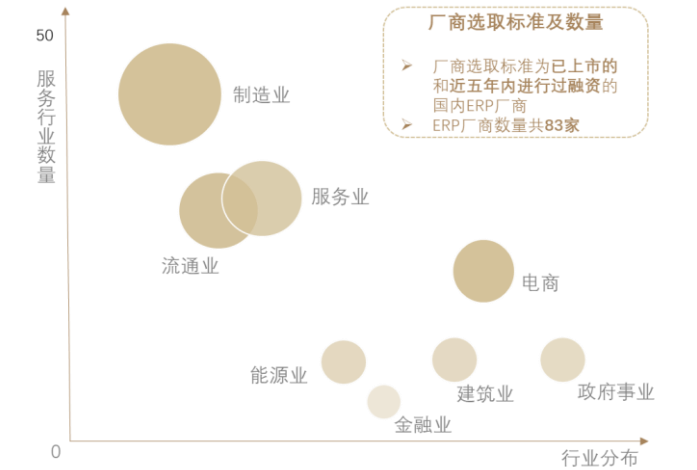 厂商选取标准及数量
厂商选取标准为已上市的
和近五年内进行过融资的
国内ERP厂商
ERP厂商数量共83家
50
服务行业数量
制造业
服务业
流通业
电商
能源业
建筑业
政府事业
金融业
0
行业分布